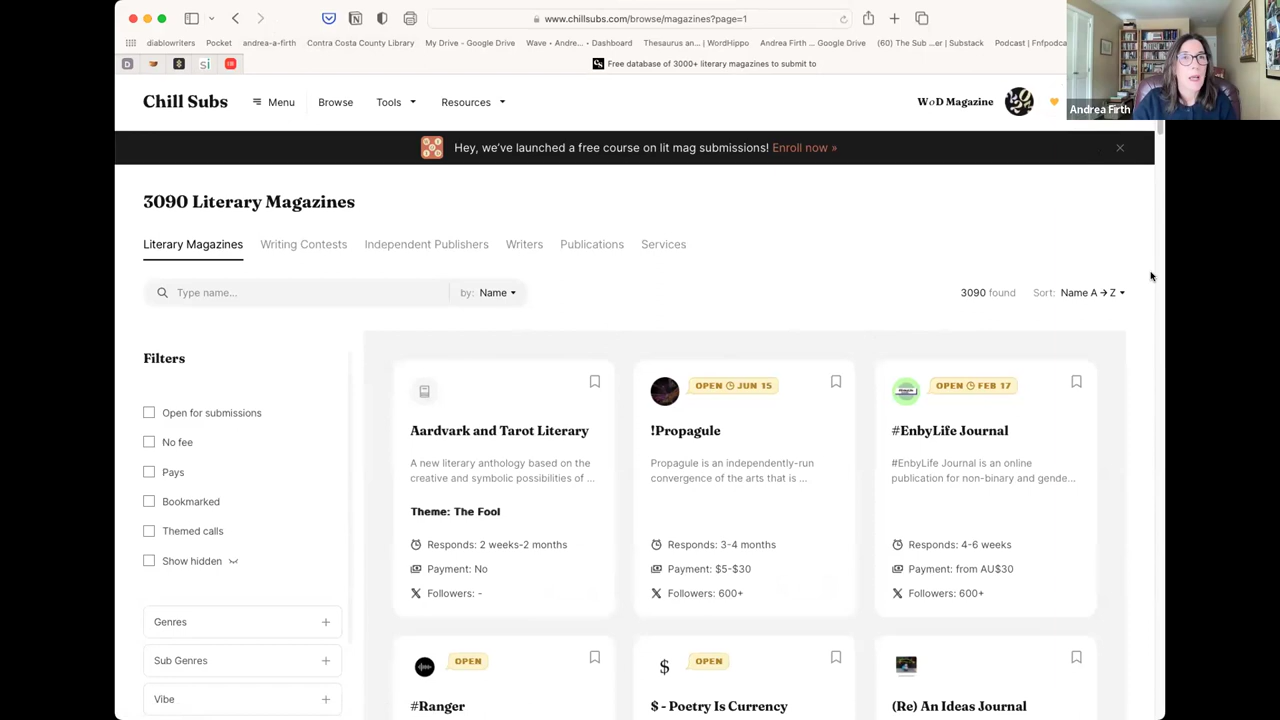 www.chillsubs.com/browse/magazines?page=1
diablowriters Pocket andrea-a-firth Contra Costa County Library My Drive - Google Drive Wave • Andre... • Dashboard Thesaurus an... | WordHippo Andrea Firth ... Google Drive (60) The Sub ...er | Substack Podcast | Fnfpodca
Free database of 3000+ literary magazines to submit to
Chill Subs Menu Browse Tools Resources WoD Magazine
Andrea Firth
Hey, we've launched a free course on lit mag submissions! Enroll now »
3090 Literary Magazines
Literary Magazines Writing Contests Independent Publishers Writers Publications Services
Type name... by: Name 3090 found Sort: Name A → Z
Filters
Open for submissions
No fee
Pays
Bookmarked
Themed calls
Show hidden
Genres
Sub Genres
Vibe
Aardvark and Tarot Literary
A new literary anthology based on the
creative and symbolic possibilities of ...
Theme: The Fool
Responds: 2 weeks-2 months
Payment: No
Followers: -
OPEN JUN 15
!Propagule
Propagule is an independently-run
convergence of the arts that is ...
Responds: 3-4 months
Payment: $5-$30
Followers: 600+
OPEN FEB 17
#EnbyLife Journal
#EnbyLife Journal is an online
publication for non-binary and gende...
Responds: 4-6 weeks
Payment: from AU$30
Followers: 600+
OPEN
#Ranger
$
OPEN
$ - Poetry Is Currency
(Re) An Ideas Journal